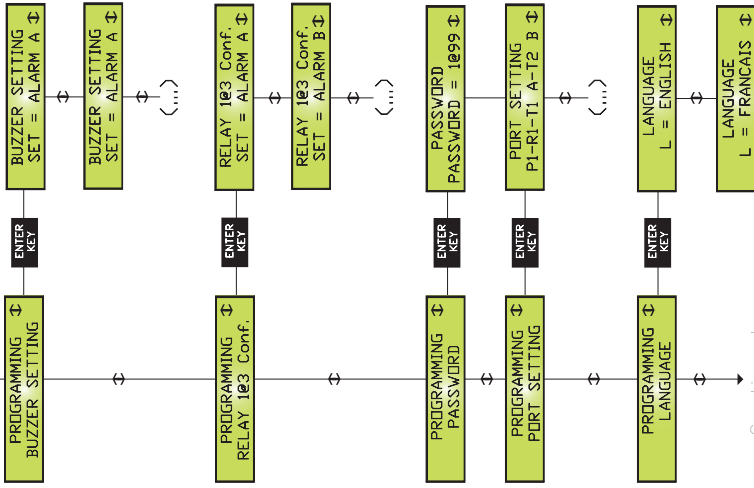 PROGRAMMING
BUZZER SETTING
ENTER
KEY
BUZZER SETTING
SET = ALARM A
BUZZER SETTING
SET = ALARM A
(...)
PROGRAMMING
RELAY 1@3 Conf.
ENTER
KEY
RELAY 1@3 Conf.
SET = ALARM A
RELAY 1@3 Conf.
SET = ALARM B
(...)
PROGRAMMING
PASSWORD
ENTER
KEY
PASSWORD
PASSWORD = 1@99
PROGRAMMING
PORT SETTING
ENTER
KEY
PORT SETTING
P1-R1-T1 A-T2 B
(...)
PROGRAMMING
LANGUAGE
ENTER
KEY
LANGUAGE
L = ENGLISH
LANGUAGE
L = FRANCAIS